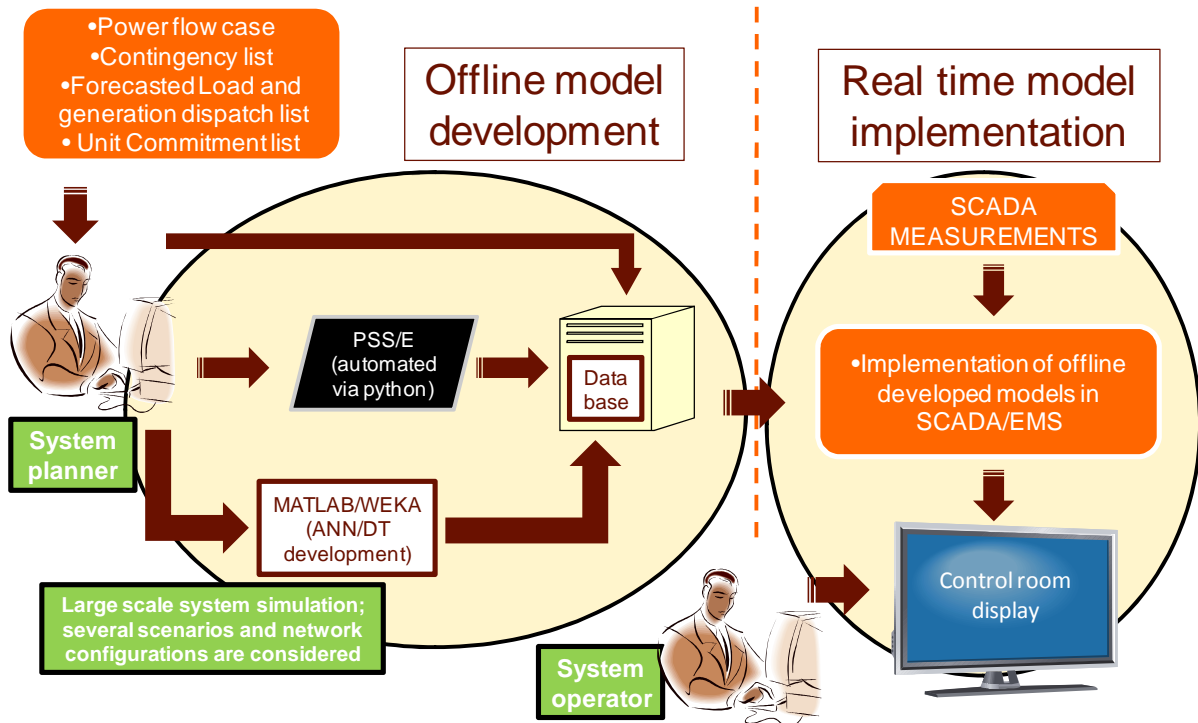 •Power flow case
•Contingency list
•Forecasted Load and
generation dispatch list
• Unit Commitment list
Offline model
development
Real time model
implementation
SCADA
MEASUREMENTS
PSS/E
(automated
via python)
Data
base
•Implementation of offline
developed models in
SCADA/EMS
System
planner
MATLAB/WEKA
(ANN/DT
development)
Large scale system simulation;
several scenarios and network
configurations are considered
Control room
display
System
operator